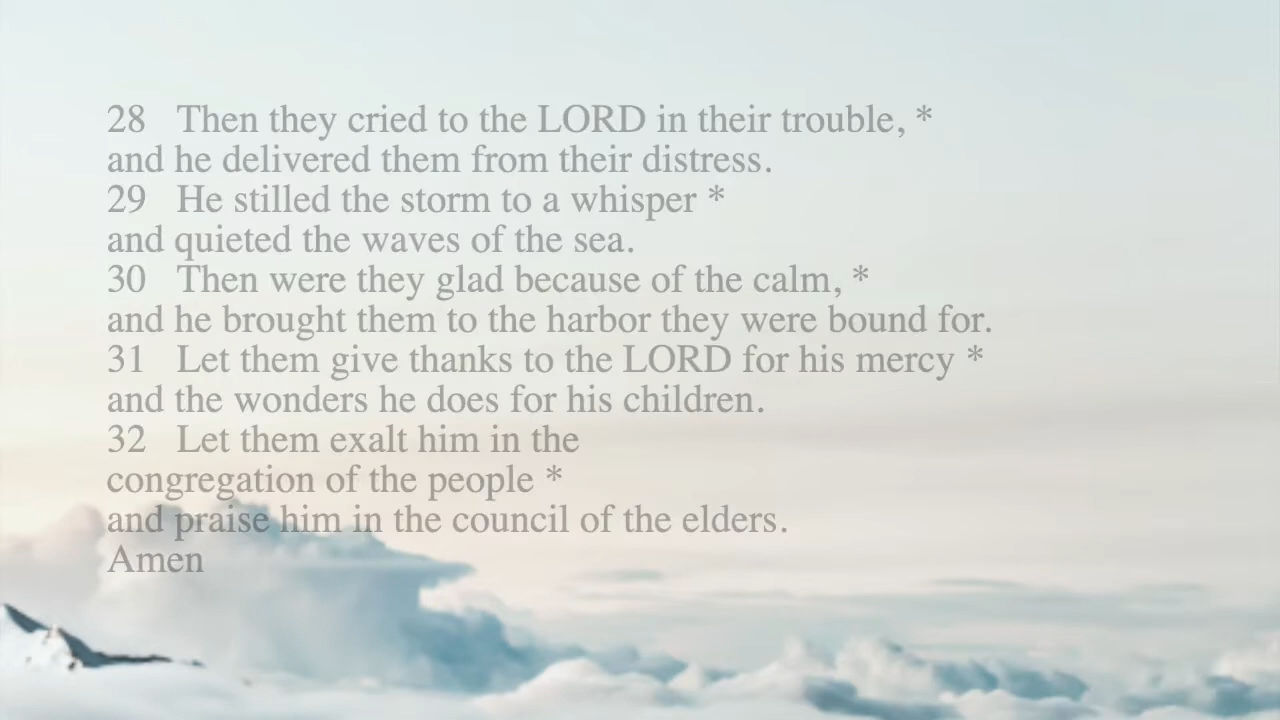 28 Then they cried to the LORD in their trouble, *
and he delivered them from their distress.
29 He stilled the storm to a whisper *
and quieted the waves of the sea.
30 Then were they glad because of the calm, *
and he brought them to the harbor they were bound for.
31 Let them give thanks to the LORD for his mercy *
and the wonders he does for his children.
32 Let them exalt him in the
congregation of the people *
and praise him in the council of the elders.
Amen